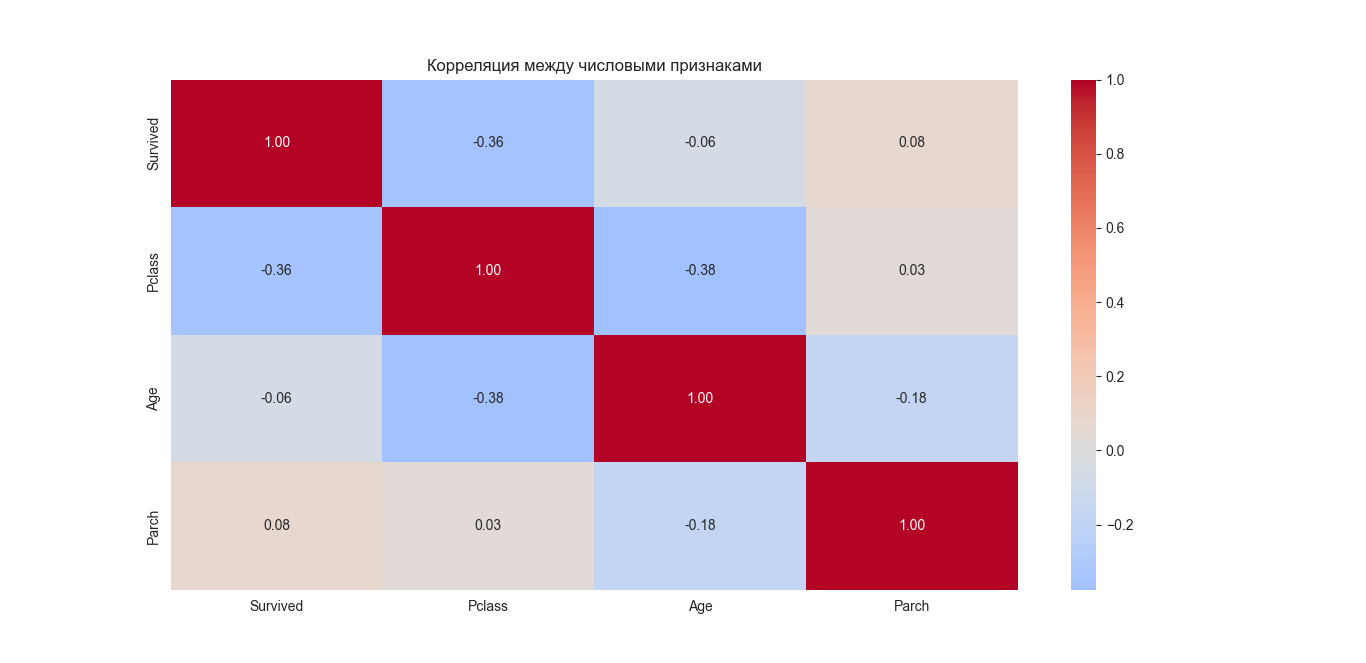 Корреляция между числовыми признаками
Survived
1.00
-0.36
-0.06
0.08
Pclass
-0.36
1.00
-0.38
0.03
Age
-0.06
-0.38
1.00
-0.18
Parch
0.08
0.03
-0.18
1.00
Survived
Pclass
Age
Parch
1.0
0.8
0.6
0.4
0.2
0.0
−0.2